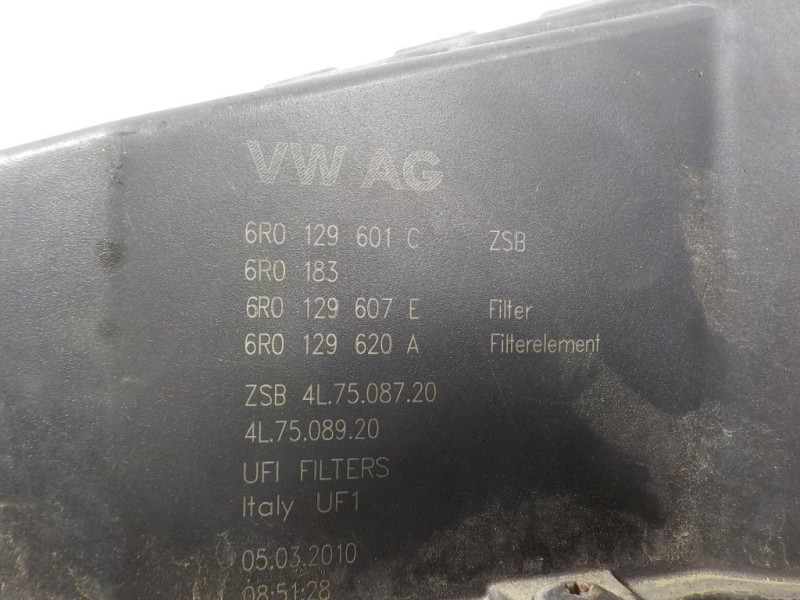 VW AG
6R0 129 601 C ZSB
6R0 183
6R0 129 607 E Filter
6R0 129 620 A Filterelement
ZSB 4L.75.087.20
4L.75.089.20
UFI FILTERS
Italy UF1
05.03.2010
08:51:28